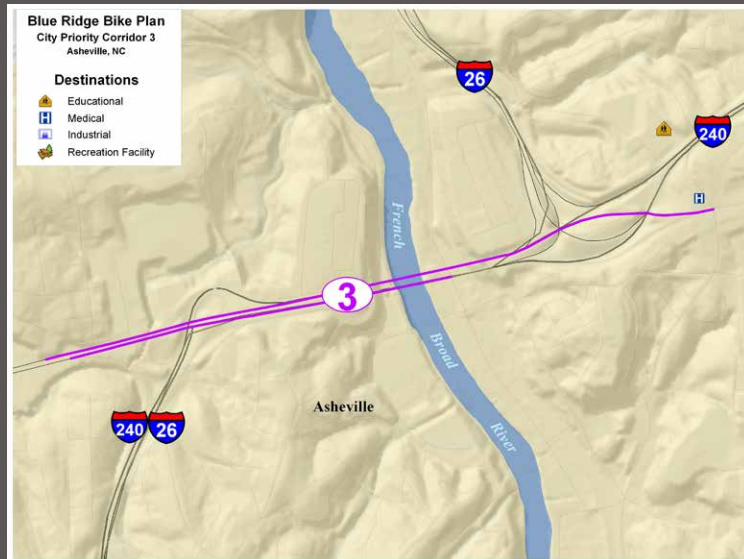 Blue Ridge Bike Plan
City Priority Corridor 3
Asheville, NC
Destinations
Educational
H Medical
Industrial
Recreation Facility
26
240
H
French
3
Broad
Asheville
240 26
River